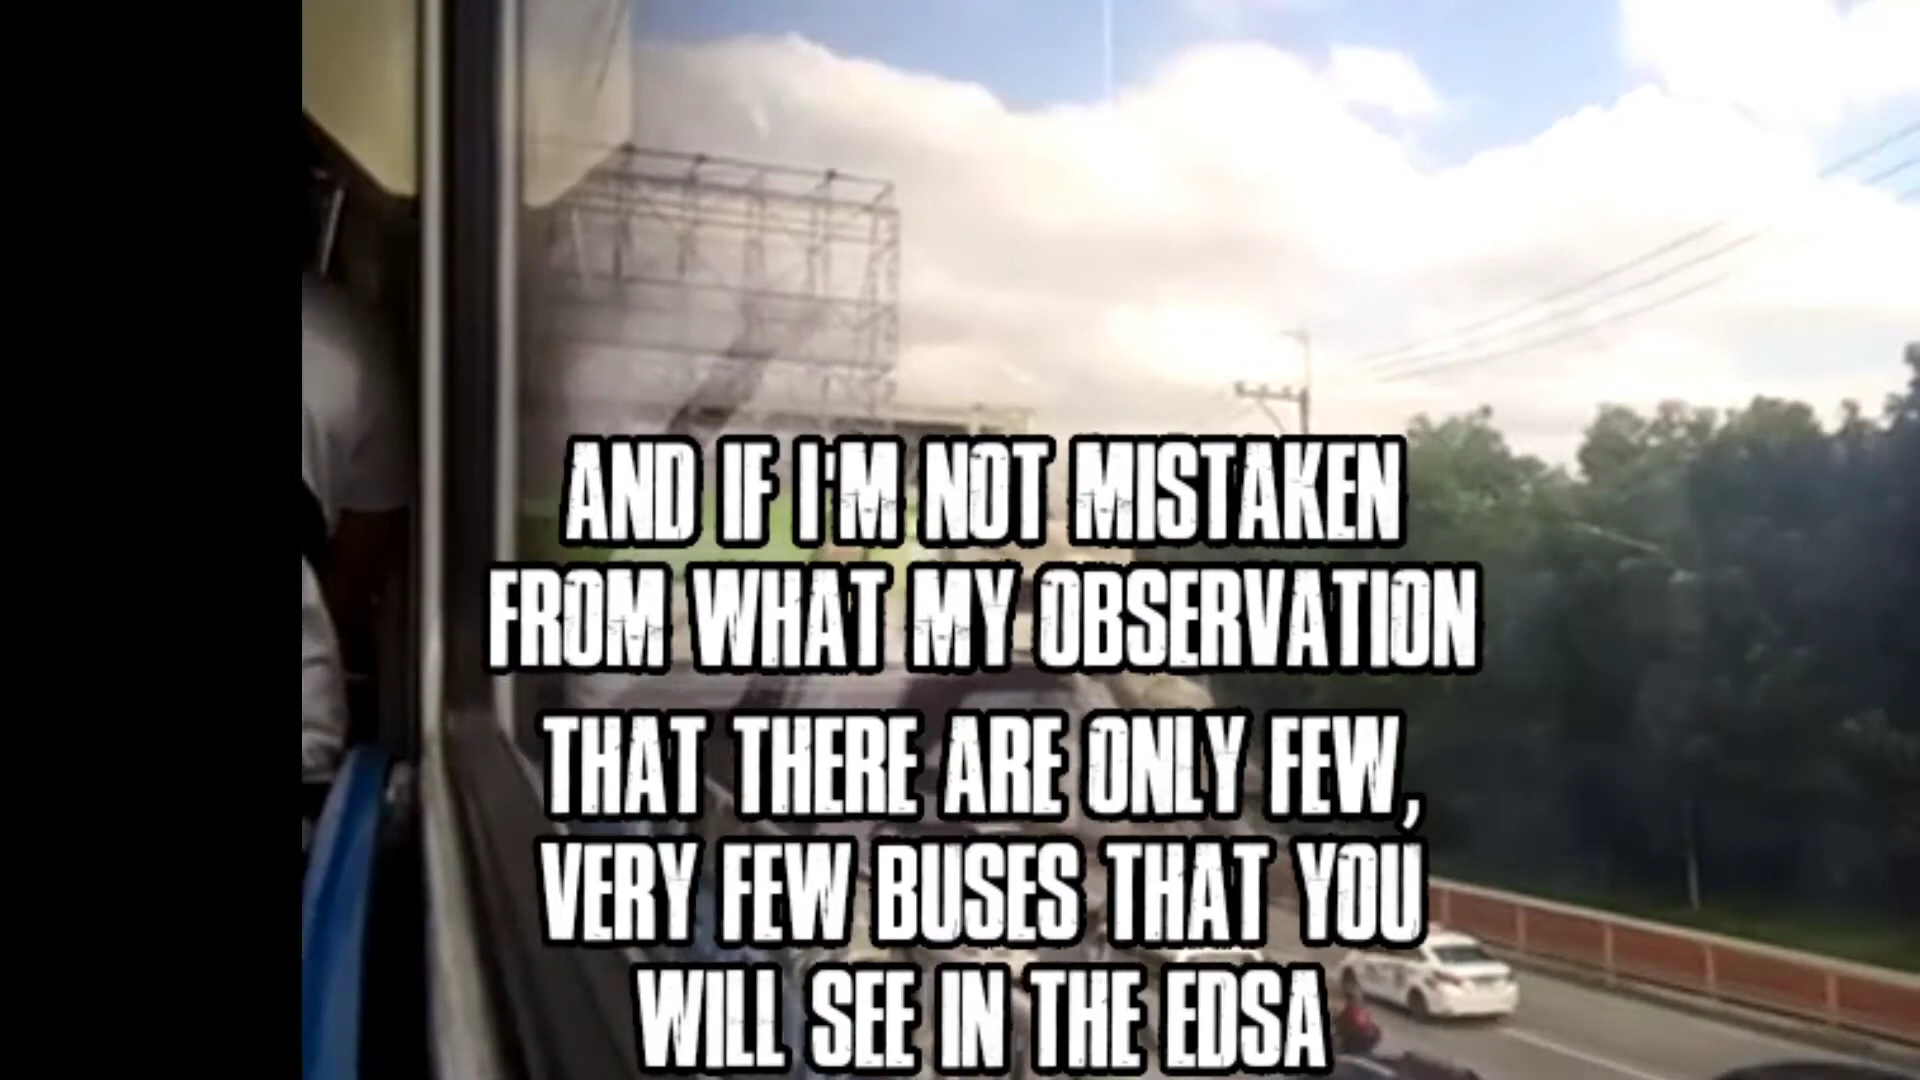 AND IF I'M NOT MISTAKEN
FROM WHAT MY OBSERVATION
THAT THERE ARE ONLY FEW,
VERY FEW BUSES THAT YOU
WILL SEE IN THE EDSA